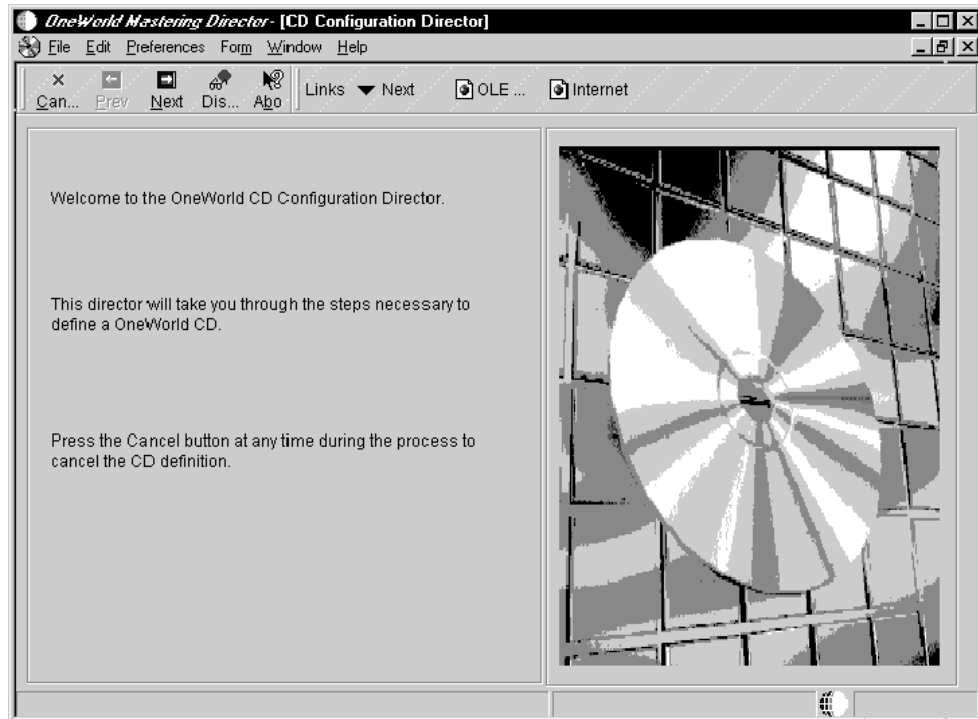 OneWorld Mastering Director - [CD Configuration Director]
File Edit Preferences Form Window Help
Can... Prev Next Dis... Abo Links Next OLE ... Internet
Welcome to the OneWorld CD Configuration Director.
This director will take you through the steps necessary to
define a OneWorld CD.
Press the Cancel button at any time during the process to
cancel the CD definition.